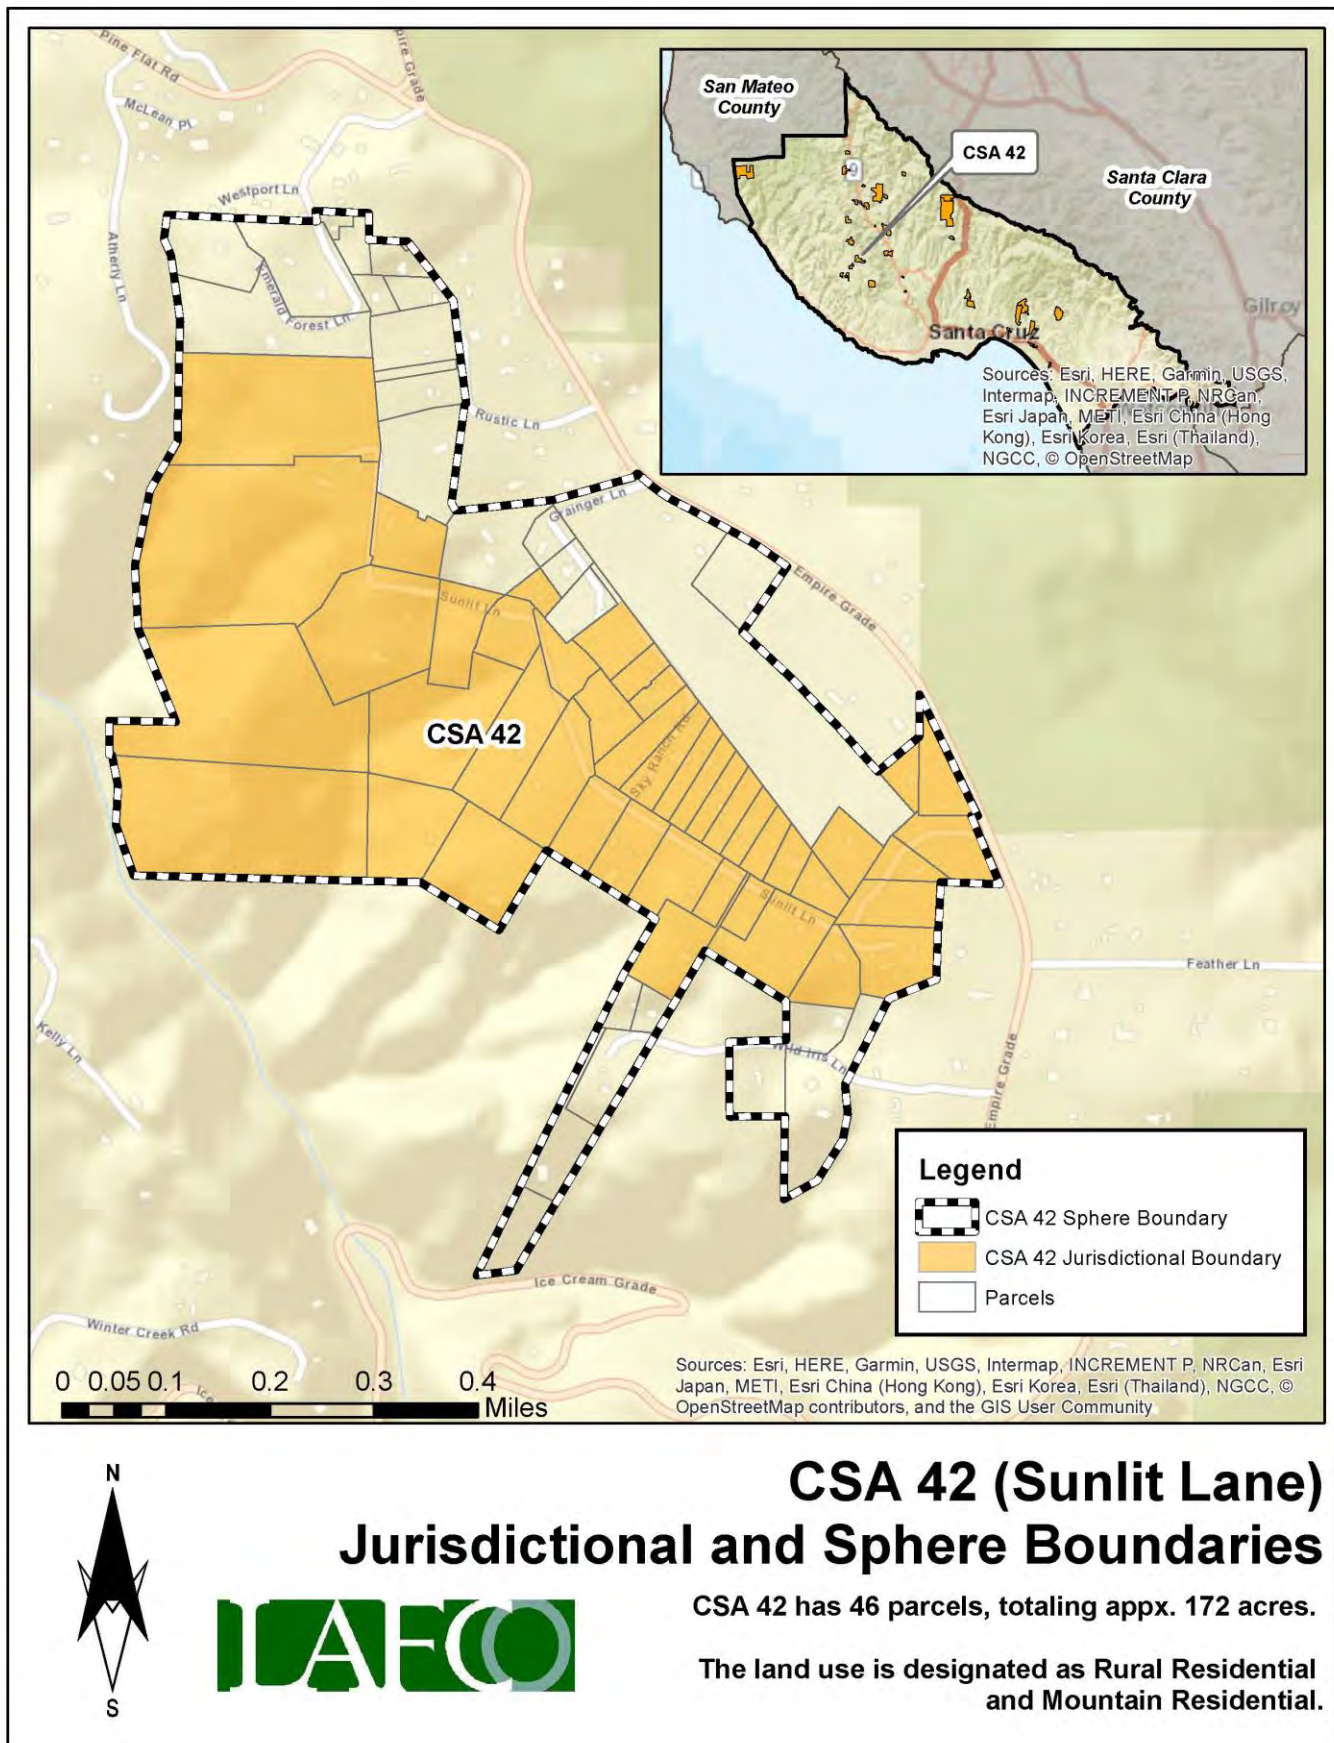 Pine Flat Rd
pire Grade
McLean Pl
Westport Ln
Atherly Ln
Emerald Forest Ln
Rustic Ln
Grainger Ln
Empire Grade
Sunlit Ln
CSA 42
Sky Ranch Rd
Sunlit Ln
Feather Ln
Kelly Ln
Wild Iris Ln
Empire Grade
Ice Cream Grade
Winter Creek Rd
Ice
San Mateo
County
CSA 42
9
Santa Clara
County
Gilroy
Santa Cruz
Sources: Esri, HERE, Garmin, USGS,
Intermap, INCREMENT P, NRCan,
Esri Japan, METI, Esri China (Hong
Kong), Esri Korea, Esri (Thailand),
NGCC, © OpenStreetMap
Legend
CSA 42 Sphere Boundary
CSA 42 Jurisdictional Boundary
Parcels
0 0.05 0.1 0.2 0.3 0.4
Miles
Sources: Esri, HERE, Garmin, USGS, Intermap, INCREMENT P, NRCan, Esri
Japan, METI, Esri China (Hong Kong), Esri Korea, Esri (Thailand), NGCC, ©
OpenStreetMap contributors, and the GIS User Community
N
S
LAFCO
CSA 42 (Sunlit Lane)
Jurisdictional and Sphere Boundaries
CSA 42 has 46 parcels, totaling appx. 172 acres.
The land use is designated as Rural Residential
and Mountain Residential.